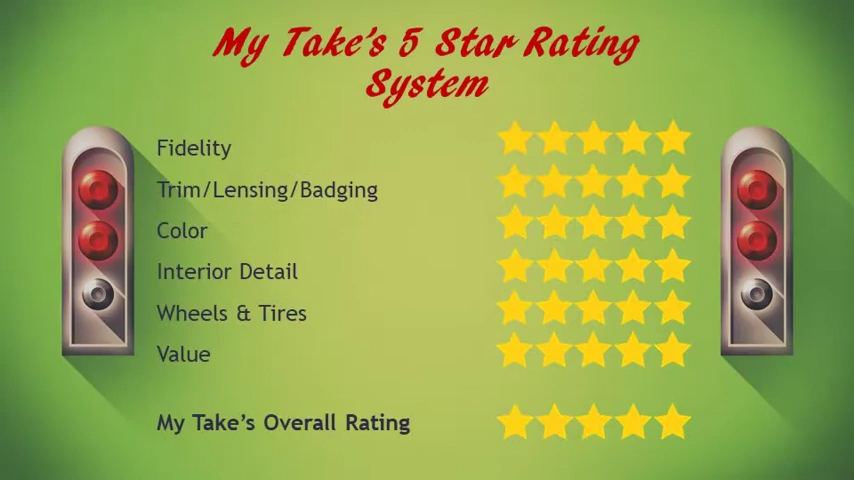 My Take's 5 Star Rating
System
Fidelity
Trim/Lensing/Badging
Color
Interior Detail
Wheels & Tires
Value
My Take's Overall Rating